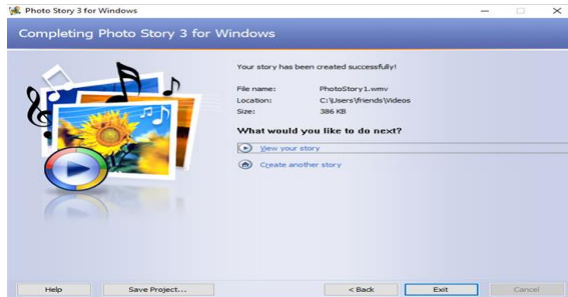 Photo Story 3 for Windows
Completing Photo Story 3 for Windows
Your story has been created successfully!
File name: PhotoStory1.wmv
Location: C:\Users\friends\Videos
Size: 386 KB
What would you like to do next?
View your story
Create another story
Help Save Project... < Back Exit Cancel